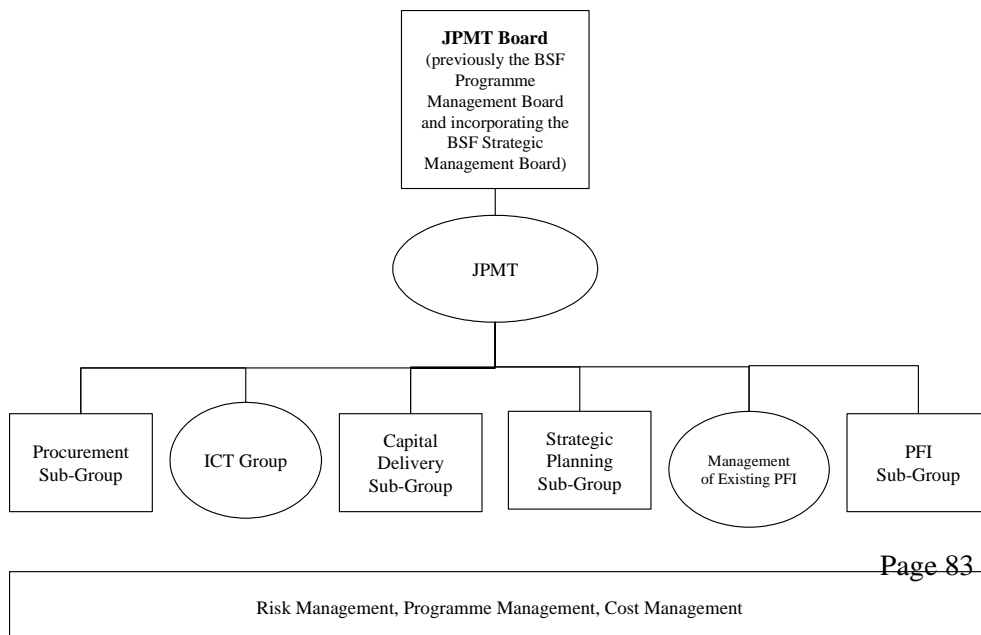 JPMT Board
(previously the BSF
Programme
Management Board
and incorporating the
BSF Strategic
Management Board)
JPMT
Procurement
Sub-Group
ICT Group
Capital
Delivery
Sub-Group
Strategic
Planning
Sub-Group
Management
of Existing PFI
PFI
Sub-Group
Page 83
Risk Management, Programme Management, Cost Management